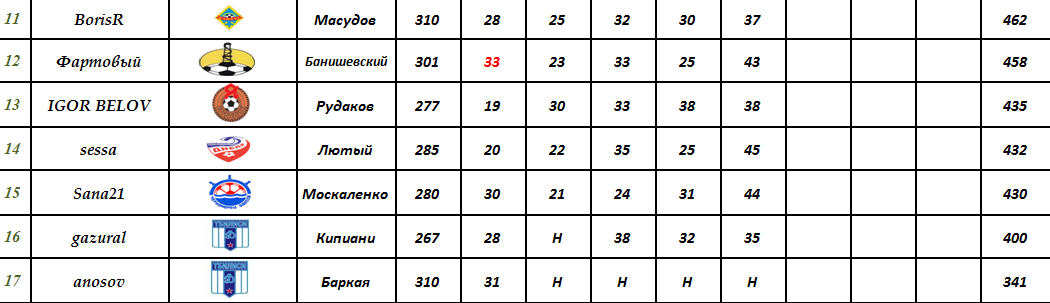 11 BorisR Масудов 310 28 25 32 30 37 462
12 Фартовый Банишевский 301 33 23 33 25 43 458
13 IGOR BELOV Рудаков 277 19 30 33 38 38 435
14 sessa ДНЕПР Лютый 285 20 22 35 25 45 432
15 Sana21 Москаленко 280 30 21 24 31 44 430
16 gazural Кипиани 267 28 Н 38 32 35 400
17 anosov Баркая 310 31 Н Н Н Н 341